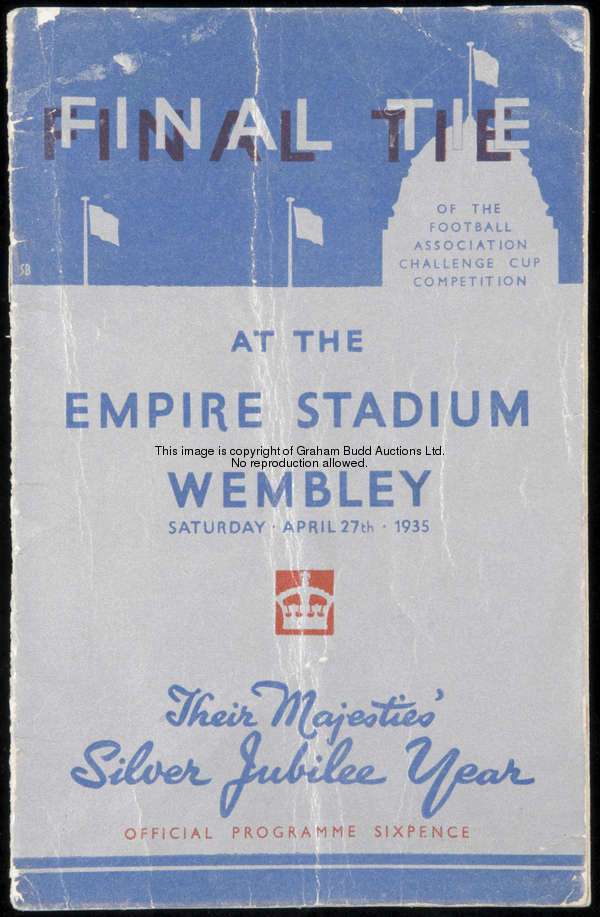 FINAL TIE
OF THE
FOOTBALL
ASSOCIATION
CHALLENGE CUP
COMPETITION
SB
AT THE
EMPIRE STADIUM
This image is copyright of Graham Budd Auctions Ltd.
No reproduction allowed.
WEMBLEY
SATURDAY · APRIL 27th · 1935
Their Majesties'
Silver Jubilee Year
OFFICIAL PROGRAMME SIXPENCE